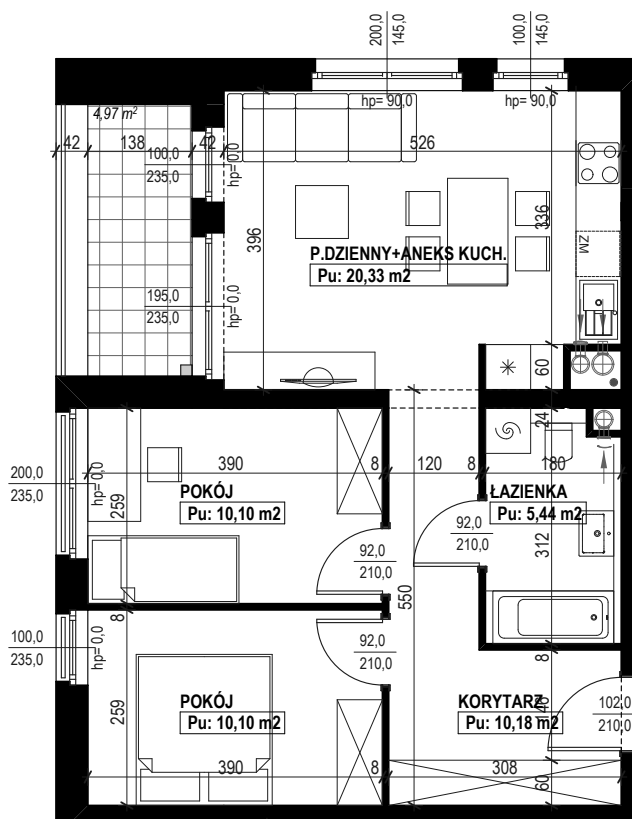 200,0
145,0
100,0
145,0
hp= 90,0
hp= 90,0
4,97 m²
42
138
42
526
100,0
235,0
hp=0,0
396
336
ZM
P.DZIENNY+ANEKS KUCH.
Pu: 20,33 m2
195,0
235,0
hp=0,0
60
24
200,0
235,0
hp=0,0
390
8
120
8
180
POKÓJ
Pu: 10,10 m2
259
ŁAZIENKA
Pu: 5,44 m2
92,0
210,0
92,0
210,0
312
550
8
100,0
235,0
hp=0,0
92,0
210,0
8
259
POKÓJ
Pu: 10,10 m2
KORYTARZ
Pu: 10,18 m2
146
102,0
210,0
390
8
308
60